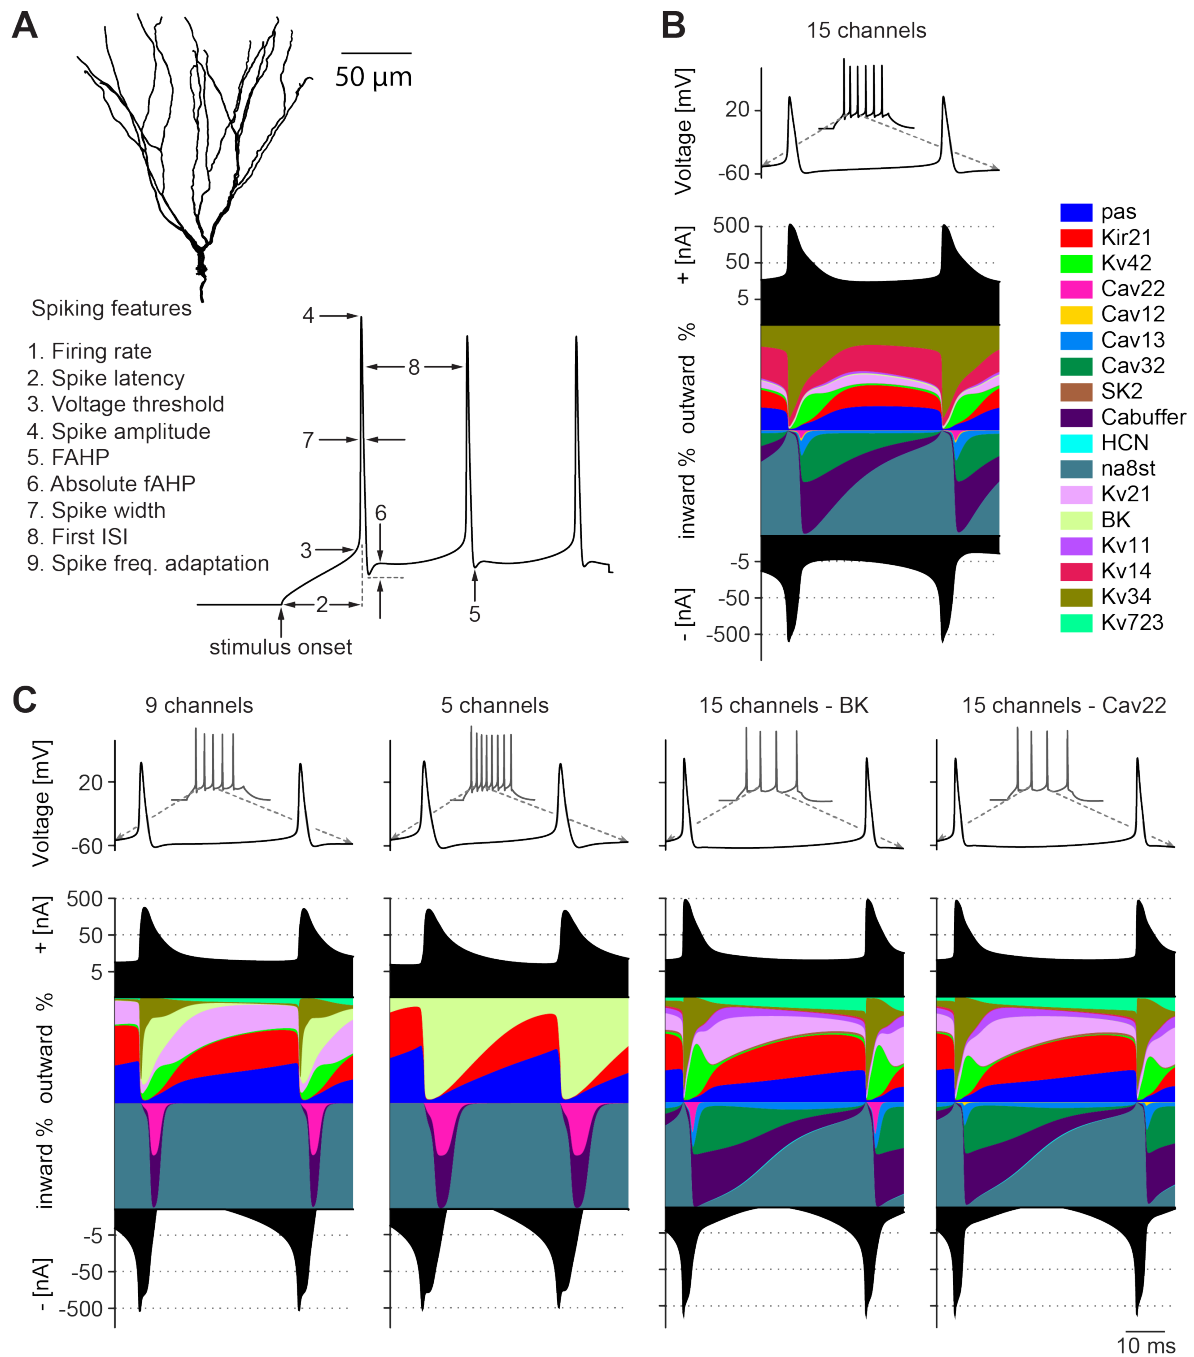 A
50 µm
Spiking features
1. Firing rate
2. Spike latency
3. Voltage threshold
4. Spike amplitude
5. FAHP
6. Absolute fAHP
7. Spike width
8. First ISI
9. Spike freq. adaptation
4
8
7
6
3
2
5
stimulus onset
B
15 channels
Voltage [mV]
20
-60
+ [nA]
500
50
5
inward % outward %
- [nA]
-5
-50
-500
pas
Kir21
Kv42
Cav22
Cav12
Cav13
Cav32
SK2
Cabuffer
HCN
na8st
Kv21
BK
Kv11
Kv14
Kv34
Kv723
C
9 channels
5 channels
15 channels - BK
15 channels - Cav22
Voltage [mV]
20
-60
+ [nA]
500
50
5
inward % outward %
- [nA]
-5
-50
-500
10 ms